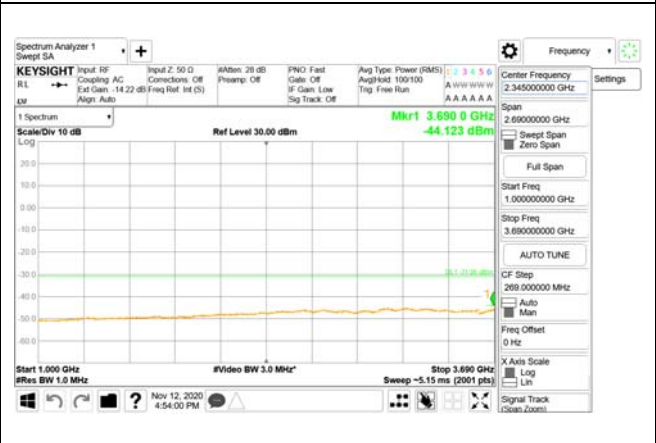 Spectrum Analyzer 1
Swept SA
Frequency
KEYSIGHT
RL
Input: RF
Coupling: AC
Ext Gain: -14.22 dB
Align: Auto
Input Z: 50 Ω
Corrections: Off
Freq Ref: Int (S)
#Atten: 28 dB
Preamp: Off
PNO: Fast
Gate: Off
IF Gain: Low
Sig Track: Off
Avg Type: Power (RMS)
Avg|Hold: 100/100
Trig: Free Run
1 2 3 4 5 6
A W W W W W
A A A A A A
1 Spectrum
Scale/Div 10 dB
Log
Ref Level 30.00 dBm
Mkr1 3.690 0 GHz
-44.123 dBm
20.0
10.0
0.00
-10.0
-20.0
-30.0
-40.0
-50.0
-60.0
1
Start 1.000 GHz
#Res BW 1.0 MHz
#Video BW 3.0 MHz*
Stop 3.690 GHz
Sweep ~5.15 ms (2001 pts)
Nov 12, 2020
4:54:00 PM
Center Frequency
2.345000000 GHz
Settings
Span
2.69000000 GHz
Swept Span
Zero Span
Full Span
Start Freq
1.000000000 GHz
Stop Freq
3.690000000 GHz
AUTO TUNE
CF Step
269.000000 MHz
Auto
Man
Freq Offset
0 Hz
X Axis Scale
Log
Lin
Signal Track
(Span Zoom)